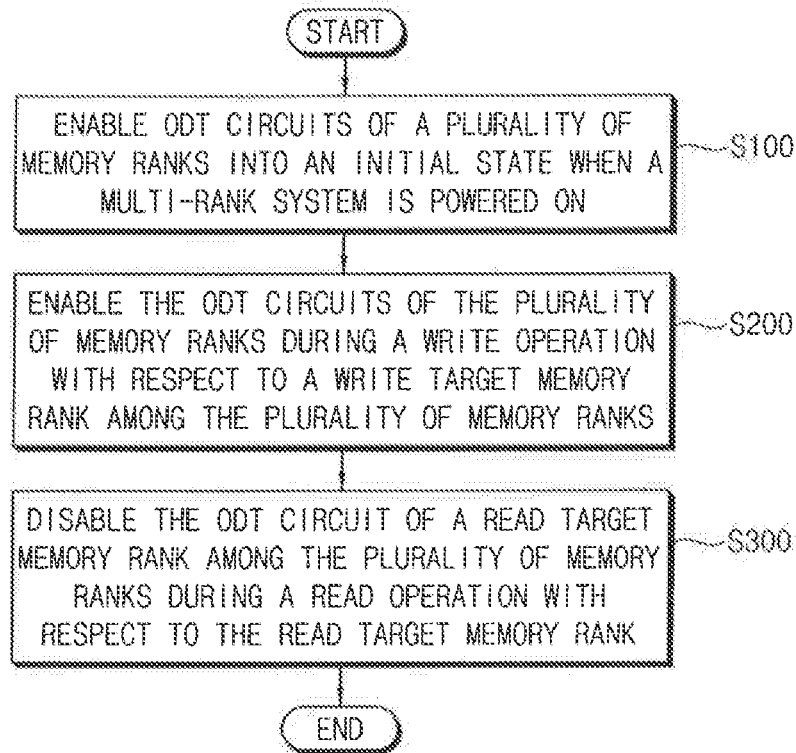 START
ENABLE ODT CIRCUITS OF A PLURALITY OF
MEMORY RANKS INTO AN INITIAL STATE WHEN A
MULTI-RANK SYSTEM IS POWERED ON
S100
ENABLE THE ODT CIRCUITS OF THE PLURALITY
OF MEMORY RANKS DURING A WRITE OPERATION
WITH RESPECT TO A WRITE TARGET MEMORY
RANK AMONG THE PLURALITY OF MEMORY RANKS
S200
DISABLE THE ODT CIRCUIT OF A READ TARGET
MEMORY RANK AMONG THE PLURALITY OF MEMORY
RANKS DURING A READ OPERATION WITH
RESPECT TO THE READ TARGET MEMORY RANK
S300
END